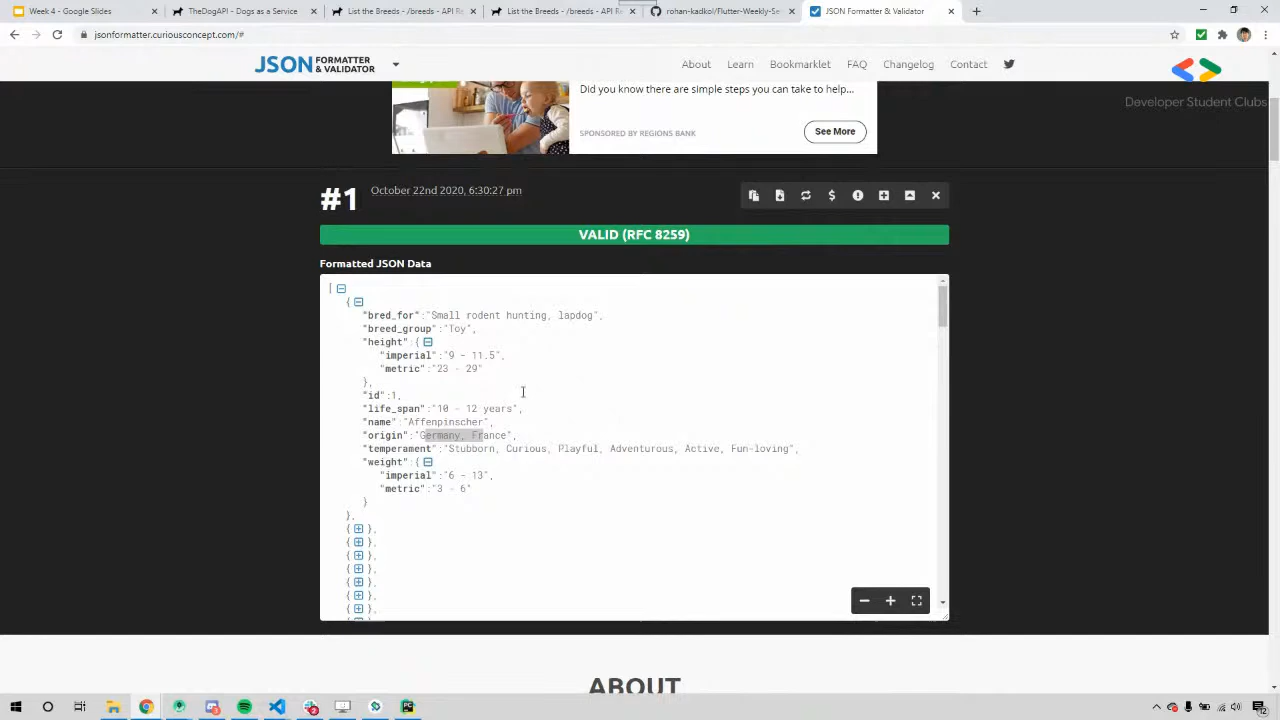 Week 4 - Google Slides
TheDogAPI - Dogs as a Service
List the Breeds - /breeds - API Re
List the Breeds - /breeds - API Re
rohan-kadkol/Flutter-Weekly-Se
JSON Formatter & Validator
jsonformatter.curiousconcept.com/#
JSON FORMATTER
& VALIDATOR
About
Learn
Bookmarklet
FAQ
Changelog
Contact
Developer Student Clubs
Did you know there are simple steps you can take to help...
SPONSORED BY REGIONS BANK
See More
#1
October 22nd 2020, 6:30:27 pm
VALID (RFC 8259)
Formatted JSON Data
[
{
"bred_for":"Small rodent hunting, lapdog",
"breed_group":"Toy",
"height":{
"imperial":"9 - 11.5",
"metric":"23 - 29"
},
"id":1,
"life_span":"10 - 12 years",
"name":"Affenpinscher",
"origin":"Germany, France",
"temperament":"Stubborn, Curious, Playful, Adventurous, Active, Fun-loving",
"weight":{
"imperial":"6 - 13",
"metric":"3 - 6"
}
},
{ },
{ },
{ },
{ },
{ },
{ },
{ },
ABOUT